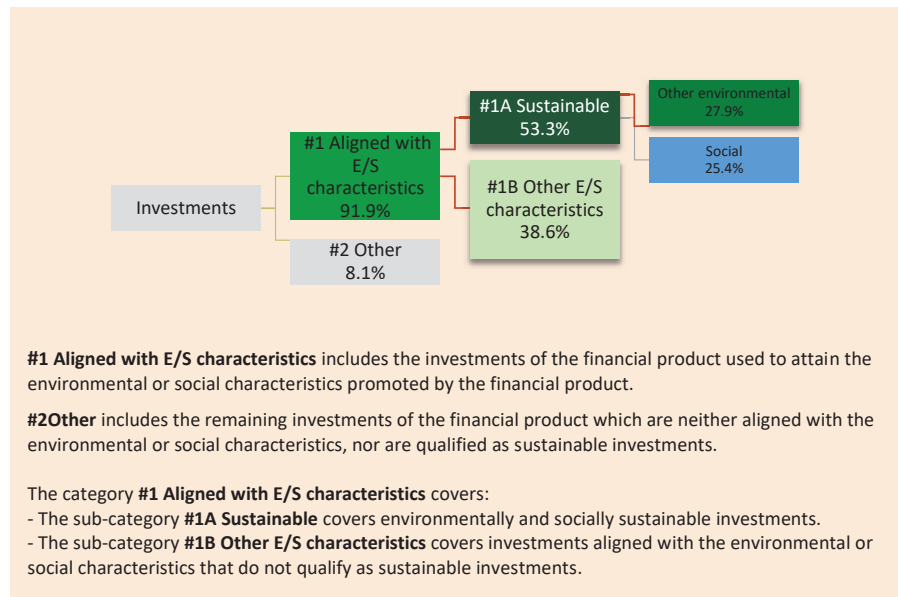 Investments
#1 Aligned with
E/S
characteristics
91.9%
#2 Other
8.1%
#1A Sustainable
53.3%
#1B Other E/S
characteristics
38.6%
Other environmental
27.9%
Social
25.4%
#1 Aligned with E/S characteristics includes the investments of the financial product used to attain the
environmental or social characteristics promoted by the financial product.
#2Other includes the remaining investments of the financial product which are neither aligned with the
environmental or social characteristics, nor are qualified as sustainable investments.
The category #1 Aligned with E/S characteristics covers:
- The sub-category #1A Sustainable covers environmentally and socially sustainable investments.
- The sub-category #1B Other E/S characteristics covers investments aligned with the environmental or
social characteristics that do not qualify as sustainable investments.